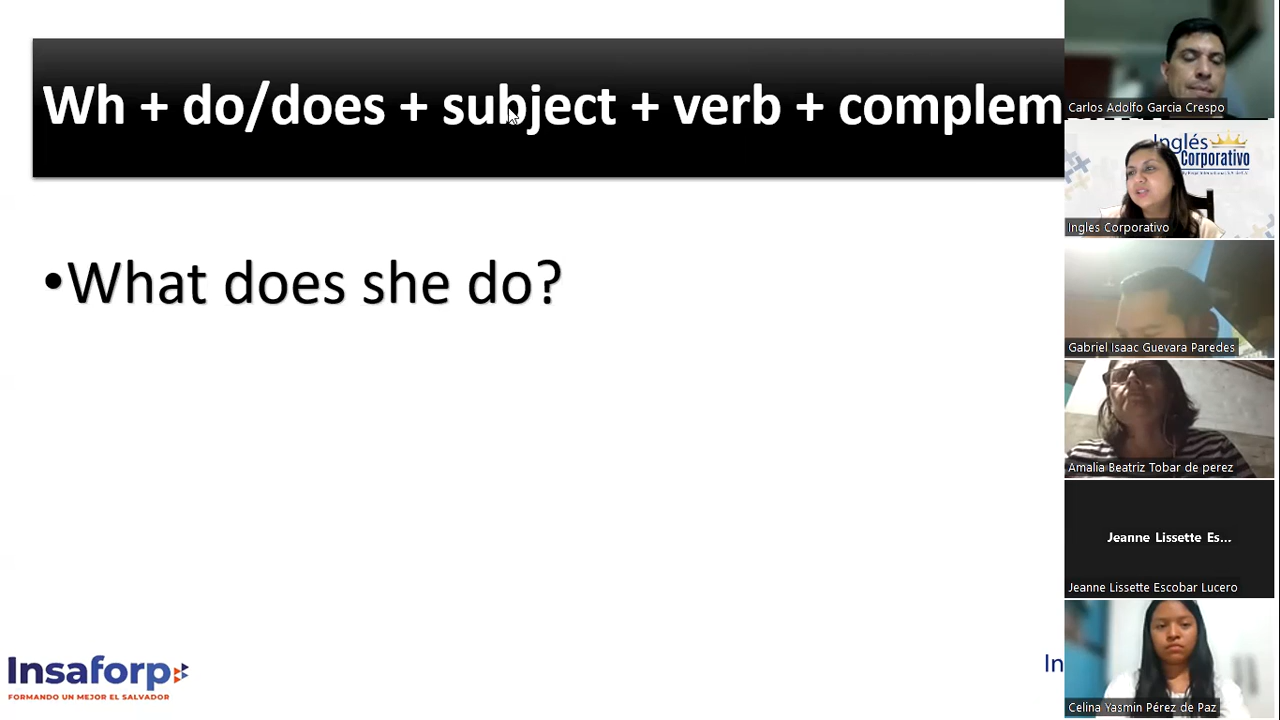 Wh + do/does + subject + verb + complem
•What does she do?
Insaforp
FORMANDO UN MEJOR EL SALVADOR
In
Carlos Adolfo Garcia Crespo
Inglés
Corporativo
Ingles Corporativo
Gabriel Isaac Guevara Paredes
Amalia Beatriz Tobar de perez
Jeanne Lissette Es...
Jeanne Lissette Escobar Lucero
Celina Yasmin Pérez de Paz